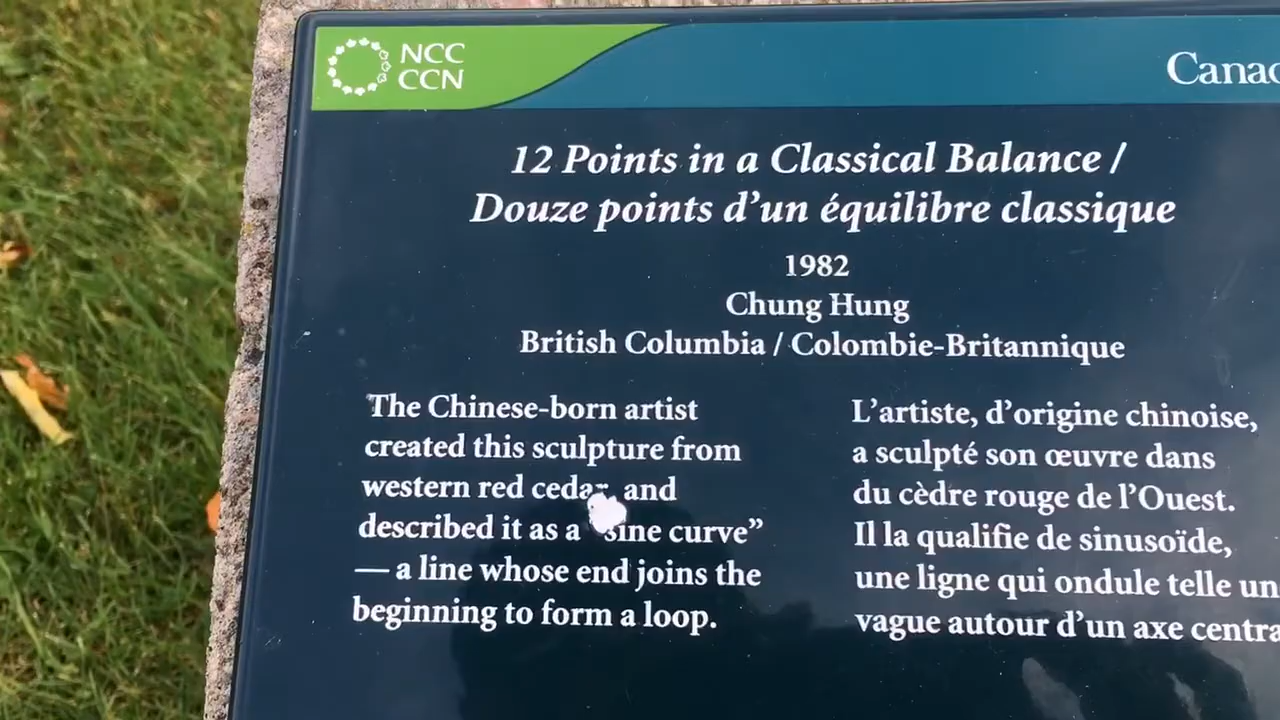 NCC
CCN
Canad
12 Points in a Classical Balance /
Douze points d'un équilibre classique
1982
Chung Hung
British Columbia / Colombie-Britannique
The Chinese-born artist
created this sculpture from
western red cedar, and
described it as a “sine curve”
— a line whose end joins the
beginning to form a loop.
L'artiste, d'origine chinoise,
a sculpté son œuvre dans
du cèdre rouge de l'Ouest.
Il la qualifie de sinusoïde,
une ligne qui ondule telle un
vague autour d'un axe centra